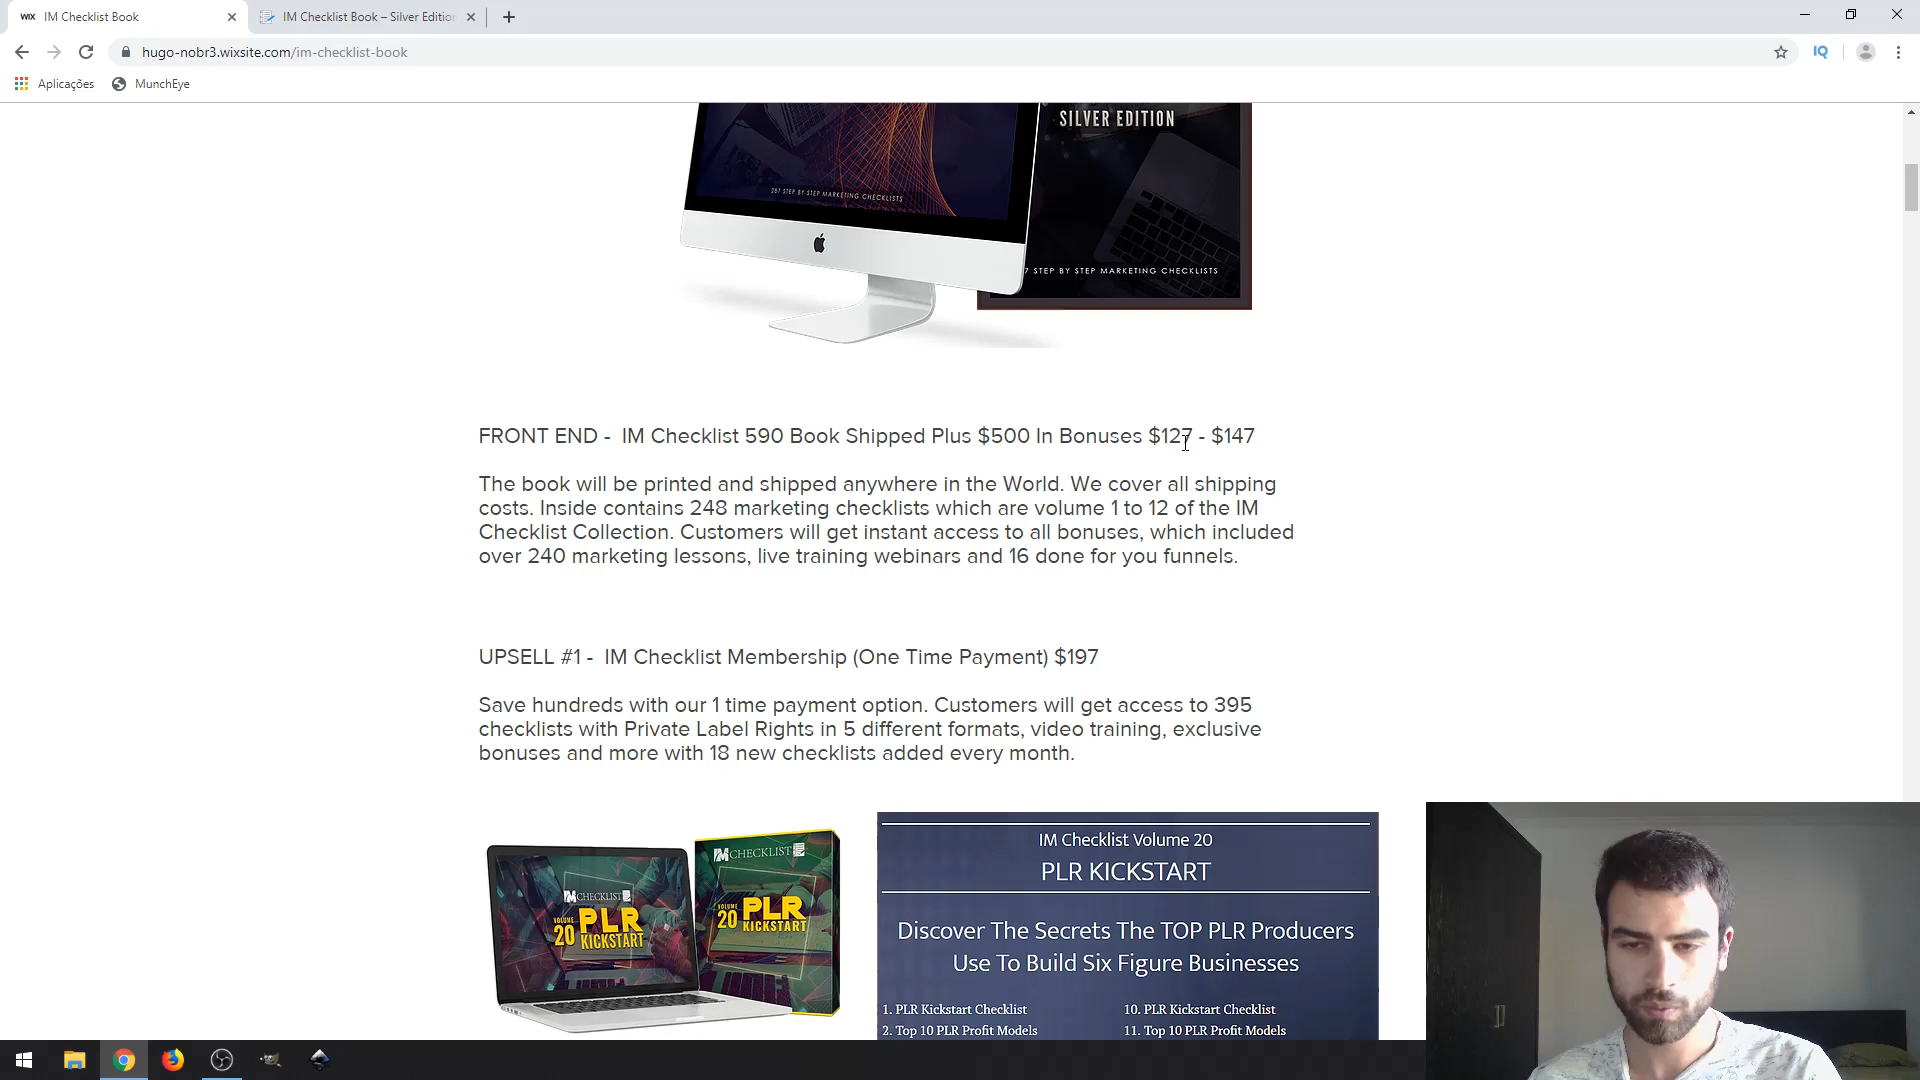 WIX IM Checklist Book
IM Checklist Book – Silver Edition
hugo-nobr3.wixsite.com/im-checklist-book
IQ
Aplicações
MunchEye
SILVER EDITION
287 STEP BY STEP MARKETING CHECKLISTS
7 STEP BY STEP MARKETING CHECKLISTS
FRONT END - IM Checklist 590 Book Shipped Plus $500 In Bonuses $127 - $147
The book will be printed and shipped anywhere in the World. We cover all shipping
costs. Inside contains 248 marketing checklists which are volume 1 to 12 of the IM
Checklist Collection. Customers will get instant access to all bonuses, which included
over 240 marketing lessons, live training webinars and 16 done for you funnels.
UPSELL #1 - IM Checklist Membership (One Time Payment) $197
Save hundreds with our 1 time payment option. Customers will get access to 395
checklists with Private Label Rights in 5 different formats, video training, exclusive
bonuses and more with 18 new checklists added every month.
IM CHECKLIST
VOLUME 20 PLR KICKSTART
IM CHECKLIST
VOLUME 20 PLR KICKSTART
IM Checklist Volume 20
PLR KICKSTART
Discover The Secrets The TOP PLR Producers
Use To Build Six Figure Businesses
1. PLR Kickstart Checklist
10. PLR Kickstart Checklist
2. Top 10 PLR Profit Models
11. Top 10 PLR Profit Models